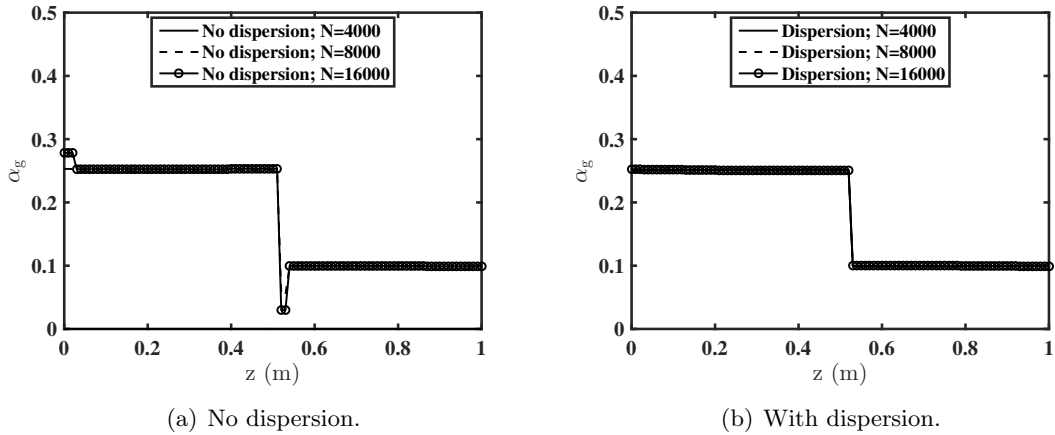 No dispersion; N=4000
No dispersion; N=8000
No dispersion; N=16000
0.5
0.4
0.3
0.2
0.1
0
α_g
0 0.2 0.4 0.6 0.8 1
z (m)
(a) No dispersion.
Dispersion; N=4000
Dispersion; N=8000
Dispersion; N=16000
0.5
0.4
0.3
0.2
0.1
0
α_g
0 0.2 0.4 0.6 0.8 1
z (m)
(b) With dispersion.